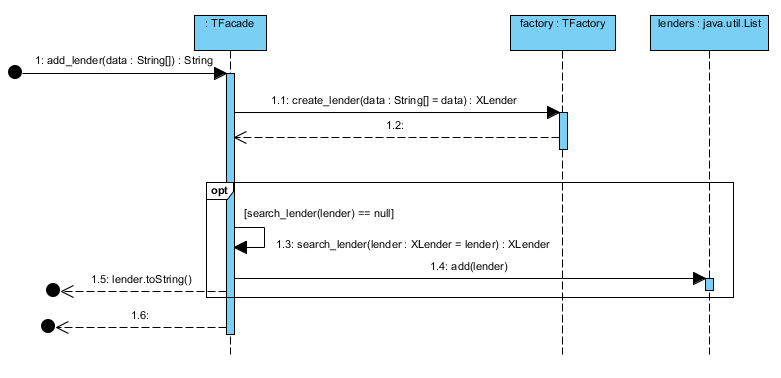 : TFacade
factory : TFactory
lenders : java.util.List
1: add_lender(data : String[]) : String
1.1: create_lender(data : String[] = data) : XLender
1.2:
opt
[search_lender(lender) == null]
1.3: search_lender(lender : XLender = lender) : XLender
1.4: add(lender)
1.5: lender.toString()
1.6: